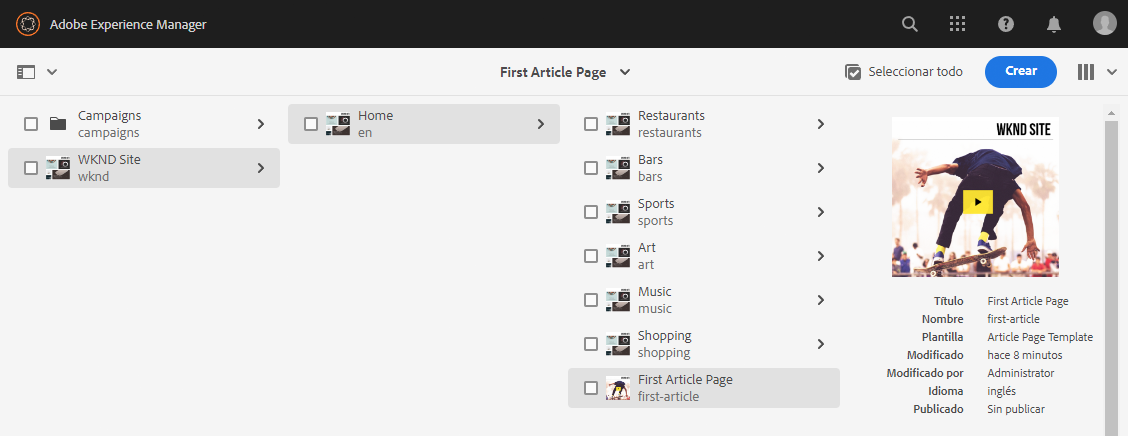 Adobe Experience Manager
First Article Page
Seleccionar todo
Crear
Campaigns
campaigns
WKND Site
wknd
Home
en
Restaurants
restaurants
Bars
bars
Sports
sports
Art
art
Music
music
Shopping
shopping
First Article Page
first-article
WKND SITE
Título First Article Page
Nombre first-article
Plantilla Article Page Template
Modificado hace 8 minutos
Modificado por Administrator
Idioma inglés
Publicado Sin publicar